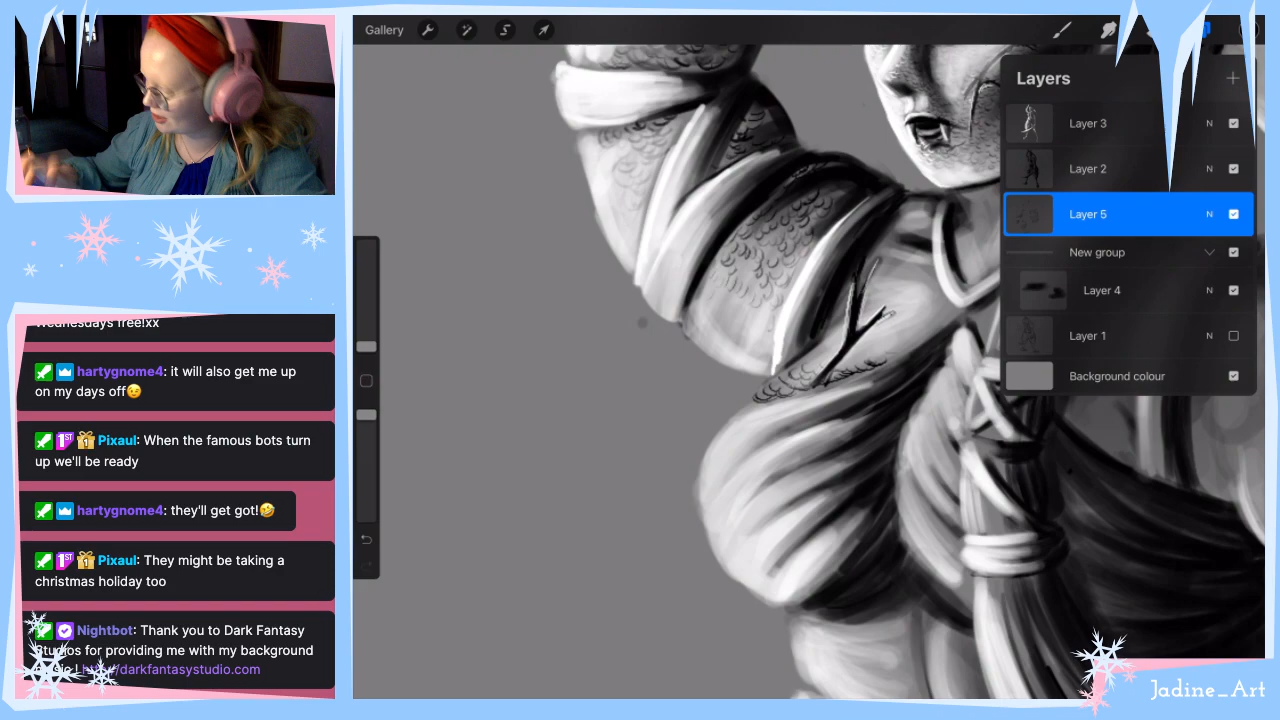 Wednesdays free!xx
hartygnome4: it will also get me up
on my days off😉
1ST 1 Pixaul: When the famous bots turn
up we'll be ready
hartygnome4: they'll get got!🤣
1ST 1 Pixaul: They might be taking a
christmas holiday too
Nightbot: Thank you to Dark Fantasy
Studios for providing me with my background
! http://darkfantasystudio.com
Gallery
Layers
Layer 3 N
Layer 2 N
Layer 5 N
New group
Layer 4 N
Layer 1 N
Background colour
Jadine_Art